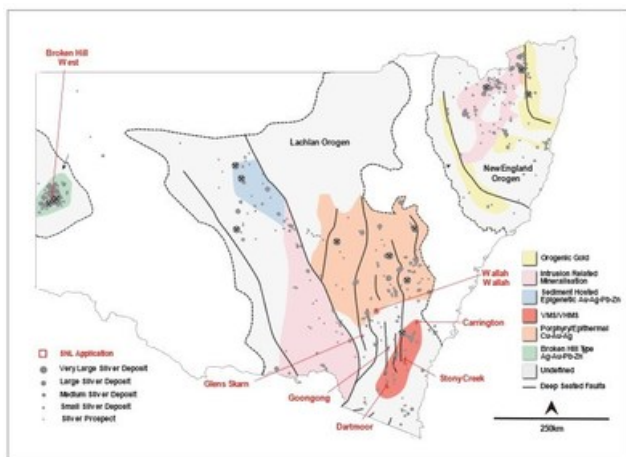 Broken Hill
West
Lachlan Orogen
New England
Orogen
Wallah
Wallah
Carrington
Glens Skarn
Goongong
Stony Creek
Dartmoor
Orogenic Gold
Intrusion Related
Mineralisation
Sediment Hosted
Epigenetic Au-Ag-Pb-Zn
VMS/VHMS
Porphyry/Epithermal
Cu-Au-Ag
Broken Hill Type
Ag-Au-Pb-Zn
Undefined
Deep Seated Faults
250km
Application
Very Large Silver Deposit
Large Silver Deposit
Medium Silver Deposit
Small Silver Deposit
Silver Prospect